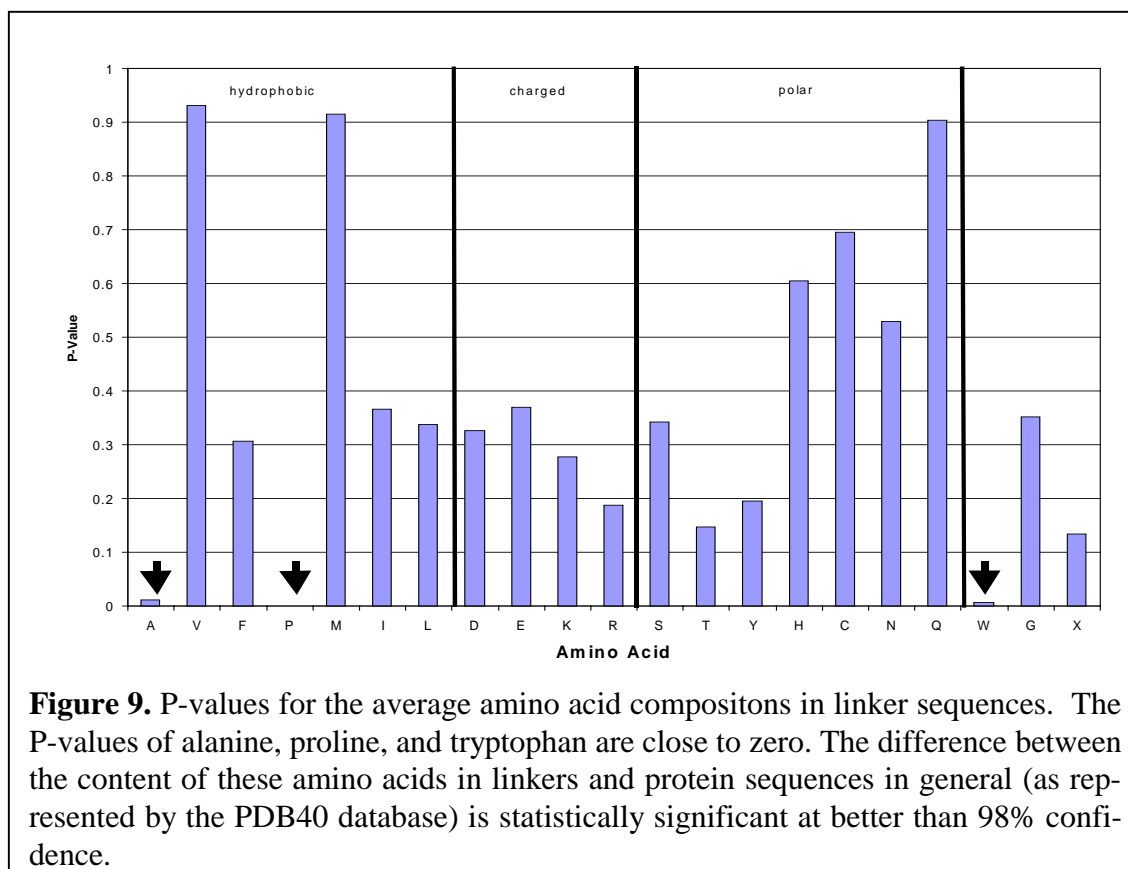 hydrophobic charged polar
1
0.9
0.8
0.7
0.6
0.5
0.4
0.3
0.2
0.1
0
P-Value
A V F P M I L D E K R S T Y H C N Q W G X
Amino Acid
Figure 9. P-values for the average amino acid compositons in linker sequences. The
P-values of alanine, proline, and tryptophan are close to zero. The difference between
the content of these amino acids in linkers and protein sequences in general (as rep-
resented by the PDB40 database) is statistically significant at better than 98% confi-
dence.